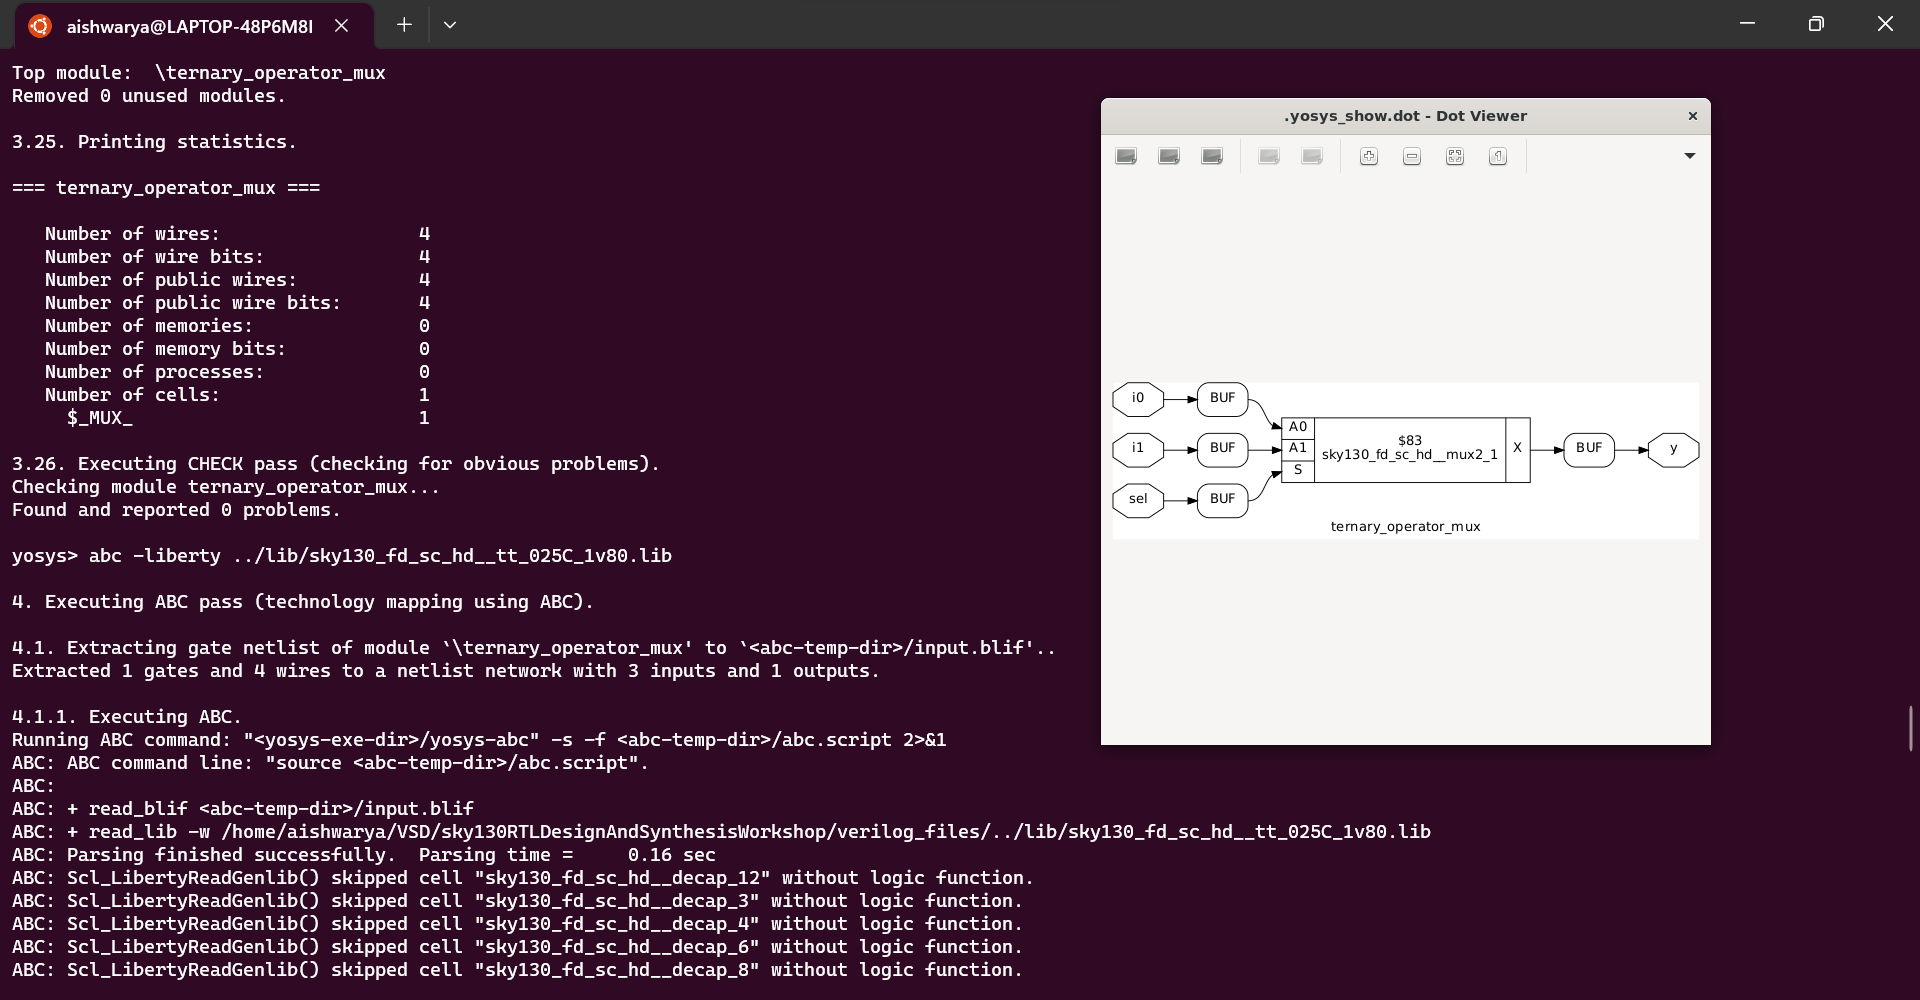 aishwarya@LAPTOP-48P6M8I
Top module:  \ternary_operator_mux
Removed 0 unused modules.
3.25. Printing statistics.
=== ternary_operator_mux ===
Number of wires: 4
Number of wire bits: 4
Number of public wires: 4
Number of public wire bits: 4
Number of memories: 0
Number of memory bits: 0
Number of processes: 0
Number of cells: 1
$_MUX_ 1
3.26. Executing CHECK pass (checking for obvious problems).
Checking module ternary_operator_mux...
Found and reported 0 problems.
yosys> abc -liberty ../lib/sky130_fd_sc_hd__tt_025C_1v80.lib
4. Executing ABC pass (technology mapping using ABC).
4.1. Extracting gate netlist of module `\\ternary_operator_mux' to `<abc-temp-dir>/input.blif'..
Extracted 1 gates and 4 wires to a netlist network with 3 inputs and 1 outputs.
4.1.1. Executing ABC.
Running ABC command: "<yosys-exe-dir>/yosys-abc" -s -f <abc-temp-dir>/abc.script 2>&1
ABC: ABC command line: "source <abc-temp-dir>/abc.script".
ABC:
ABC: + read_blif <abc-temp-dir>/input.blif
ABC: + read_lib -w /home/aishwarya/VSD/sky130RTLDesignAndSynthesisWorkshop/verilog_files/../lib/sky130_fd_sc_hd__tt_025C_1v80.lib
ABC: Parsing finished successfully.  Parsing time =     0.16 sec
ABC: Scl_LibertyReadGenlib() skipped cell "sky130_fd_sc_hd__decap_12" without logic function.
ABC: Scl_LibertyReadGenlib() skipped cell "sky130_fd_sc_hd__decap_3" without logic function.
ABC: Scl_LibertyReadGenlib() skipped cell "sky130_fd_sc_hd__decap_4" without logic function.
ABC: Scl_LibertyReadGenlib() skipped cell "sky130_fd_sc_hd__decap_6" without logic function.
ABC: Scl_LibertyReadGenlib() skipped cell "sky130_fd_sc_hd__decap_8" without logic function.
.yosys_show.dot - Dot Viewer
i0 BUF
i1 BUF
sel BUF
A0
A1
S
$83
sky130_fd_sc_hd__mux2_1
X
BUF
y
ternary_operator_mux